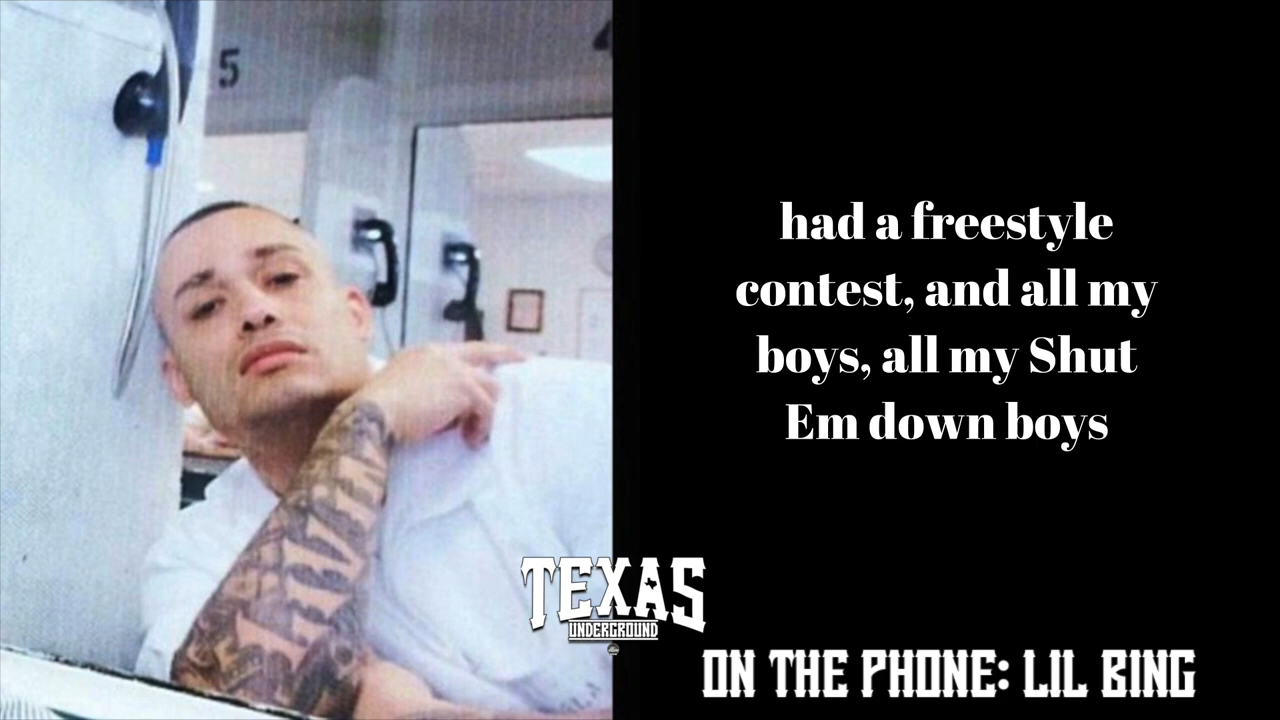 5
had a freestyle
contest, and all my
boys, all my Shut
Em down boys
TEXAS
UNDERGROUND
ON THE PHONE: LIL BING